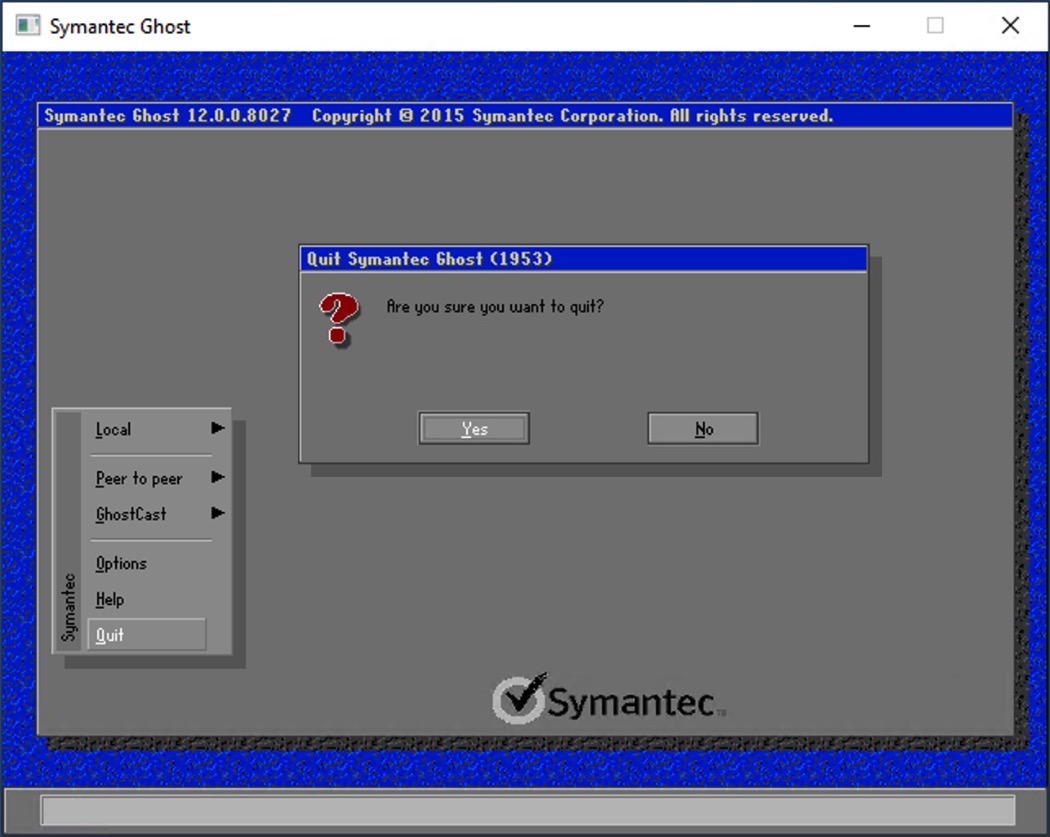 Symantec Ghost
Symantec Ghost 12.0.0.8027 Copyright © 2015 Symantec Corporation. All rights reserved.
Quit Symantec Ghost (1953)
Are you sure you want to quit?
Yes
No
Local
Peer to peer
GhostCast
Options
Help
Quit
Symantec
Symantec™